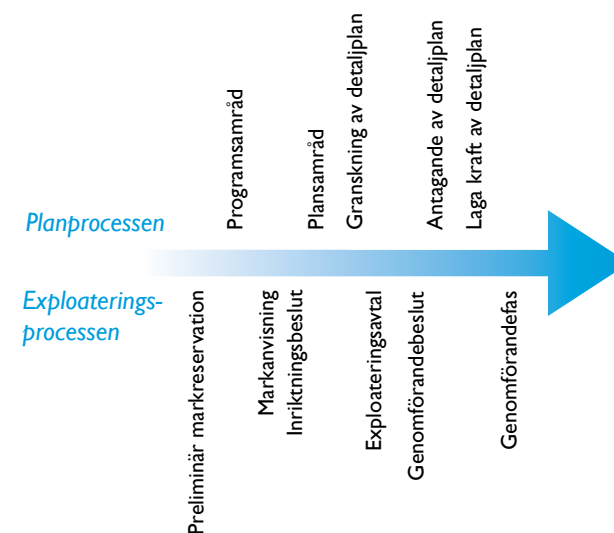 Programsamråd
Plansamråd
Granskning av detaljplan
Antagande av detaljplan
Laga kraft av detaljplan
Planprocessen
Exploaterings-
processen
Preliminär markreservation
Markanvisning
Inriktningsbeslut
Exploateringsavtal
Genomförandebeslut
Genomförandefas